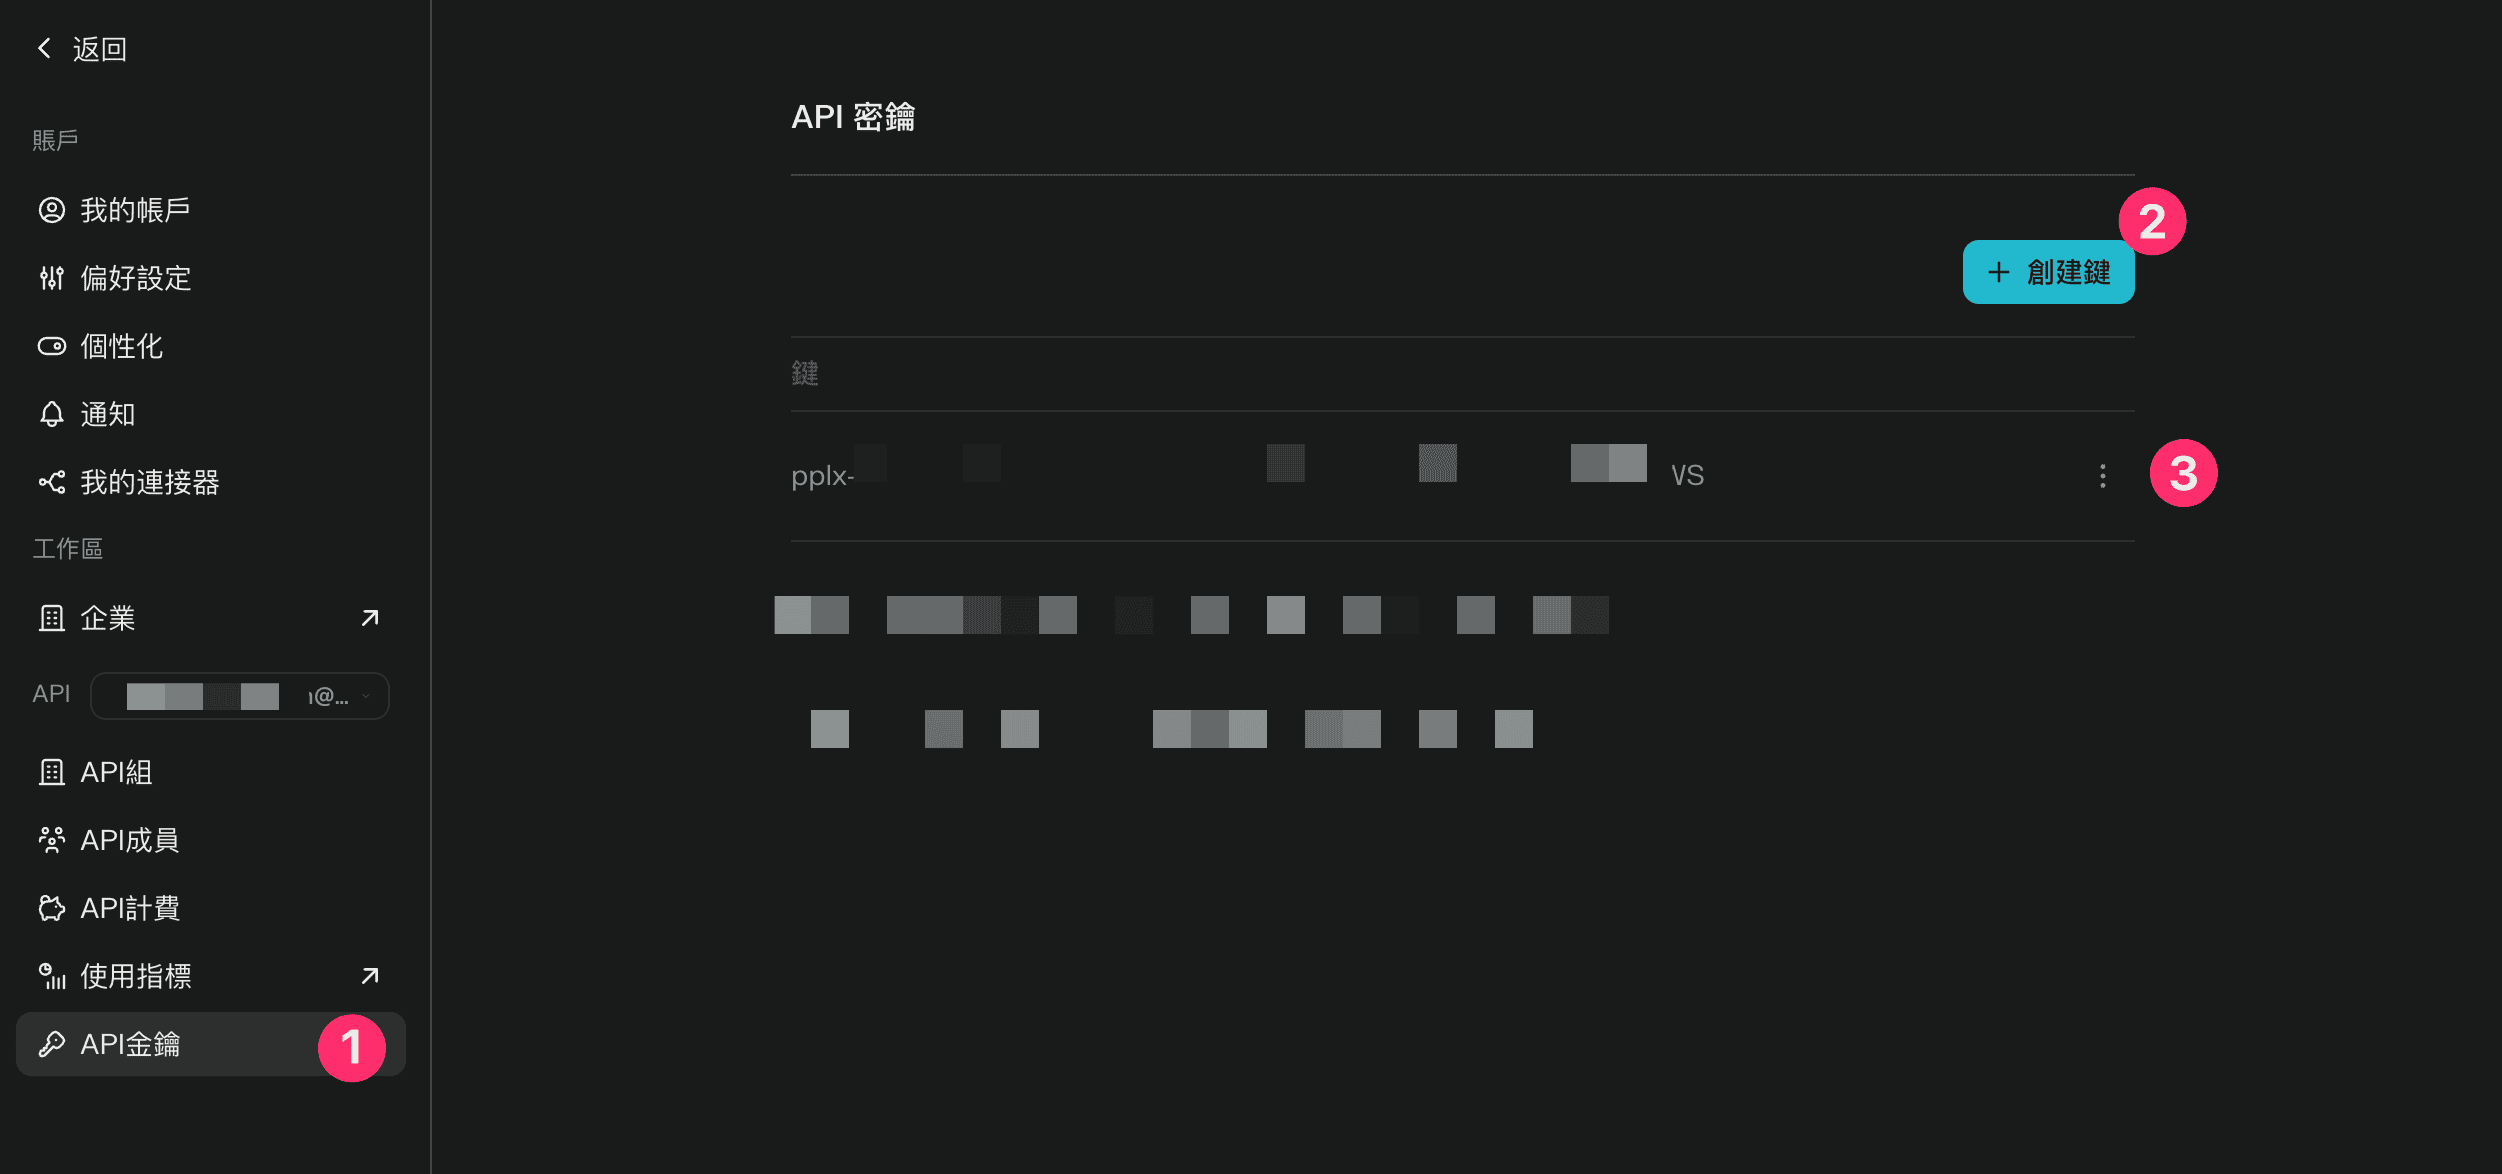 返回
賬戶
我的帳戶
偏好設定
個性化
通知
我的連接器
工作區
企業
API
@...
API組
API成員
API計費
使用指標
API金鑰
1
API 密鑰
2
+ 創建鍵
鍵
pplx-
VS
3